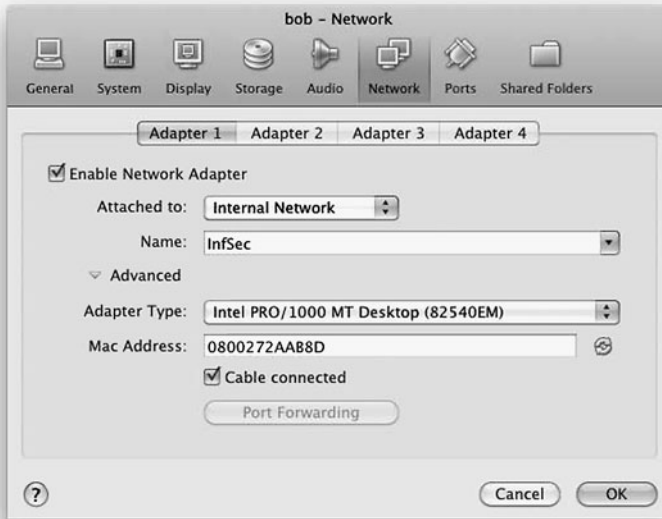 bob – Network
General System Display Storage Audio Network Ports Shared Folders
Adapter 1 Adapter 2 Adapter 3 Adapter 4
Enable Network Adapter
Attached to: Internal Network
Name: InfSec
Advanced
Adapter Type: Intel PRO/1000 MT Desktop (82540EM)
Mac Address: 0800272AAB8D
Cable connected
Port Forwarding
? Cancel OK